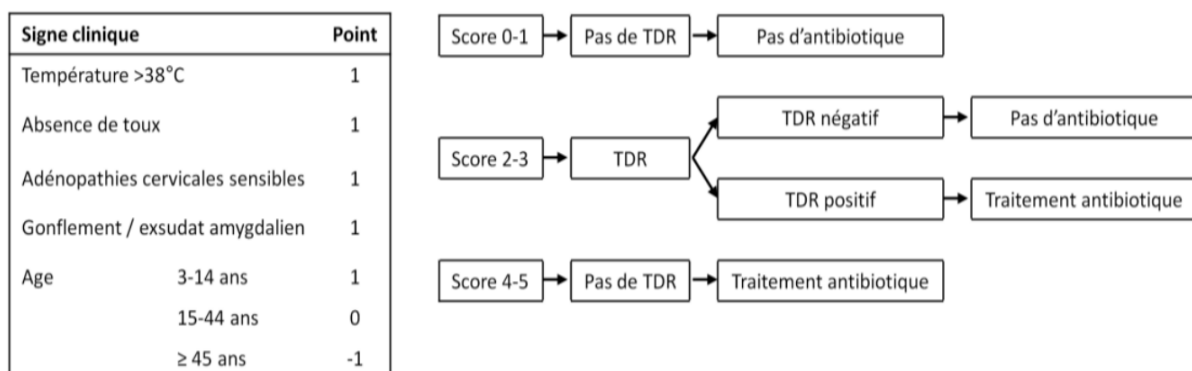 Signe clinique Point
Température >38°C 1
Absence de toux 1
Adénopathies cervicales sensibles 1
Gonflement / exsudat amygdalien 1
Age 3-14 ans 1
15-44 ans 0
≥ 45 ans -1
Score 0-1 Pas de TDR Pas d’antibiotique
TDR négatif Pas d’antibiotique
Score 2-3 TDR
TDR positif Traitement antibiotique
Score 4-5 Pas de TDR Traitement antibiotique